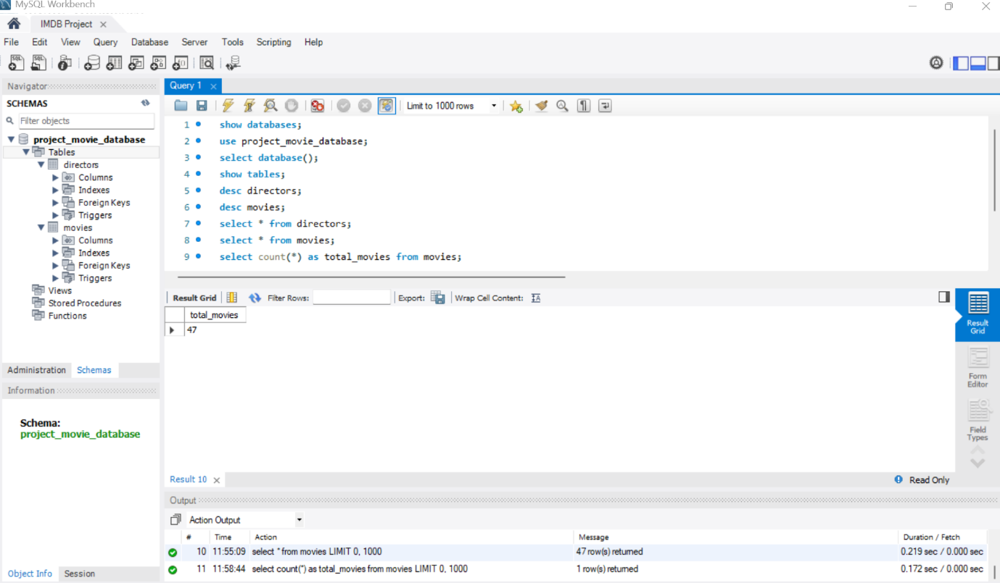 MySQL Workbench
IMDB Project
File Edit View Query Database Server Tools Scripting Help
Navigator
SCHEMAS
Filter objects
project_movie_database
Tables
directors
Columns
Indexes
Foreign Keys
Triggers
movies
Columns
Indexes
Foreign Keys
Triggers
Views
Stored Procedures
Functions
Administration Schemas
Information
Schema:
project_movie_database
Object Info Session
Query 1
Limit to 1000 rows
1 show databases;
2 use project_movie_database;
3 select database();
4 show tables;
5 desc directors;
6 desc movies;
7 select * from directors;
8 select * from movies;
9 select count(*) as total_movies from movies;
Result Grid Filter Rows: Export: Wrap Cell Content:
total_movies
47
Result
Grid
Form
Editor
Field
Types
Result 10 Read Only
Output
Action Output
# Time Action Message Duration / Fetch
10 11:55:09 select * from movies LIMIT 0, 1000 47 row(s) returned 0.219 sec / 0.000 sec
11 11:58:44 select count(*) as total_movies from movies LIMIT 0, 1000 1 row(s) returned 0.172 sec / 0.000 sec